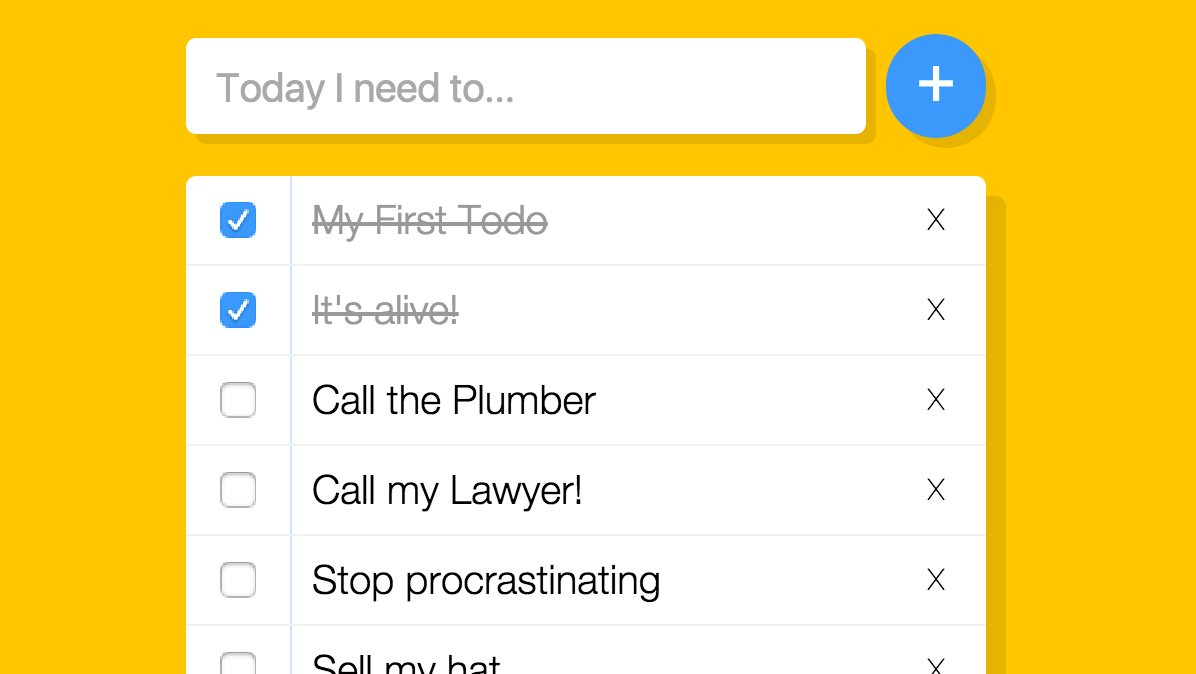 Today I need to...
+
My First Todo X
It's alive! X
Call the Plumber X
Call my Lawyer! X
Stop procrastinating X
Sell my hat X